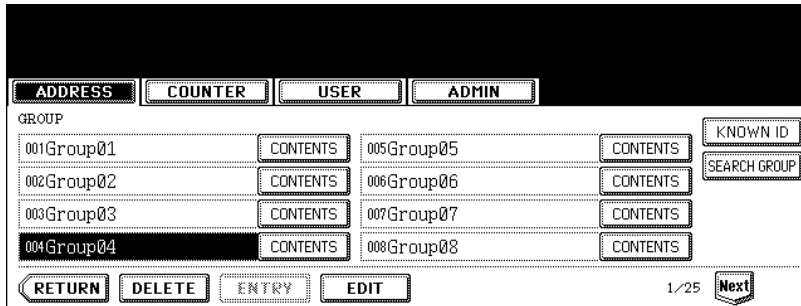 ADDRESS COUNTER USER ADMIN
GROUP
KNOWN ID
001Group01 CONTENTS 005Group05 CONTENTS
SEARCH GROUP
002Group02 CONTENTS 006Group06 CONTENTS
003Group03 CONTENTS 007Group07 CONTENTS
004Group04 CONTENTS 008Group08 CONTENTS
RETURN DELETE ENTRY EDIT 1/25 Next